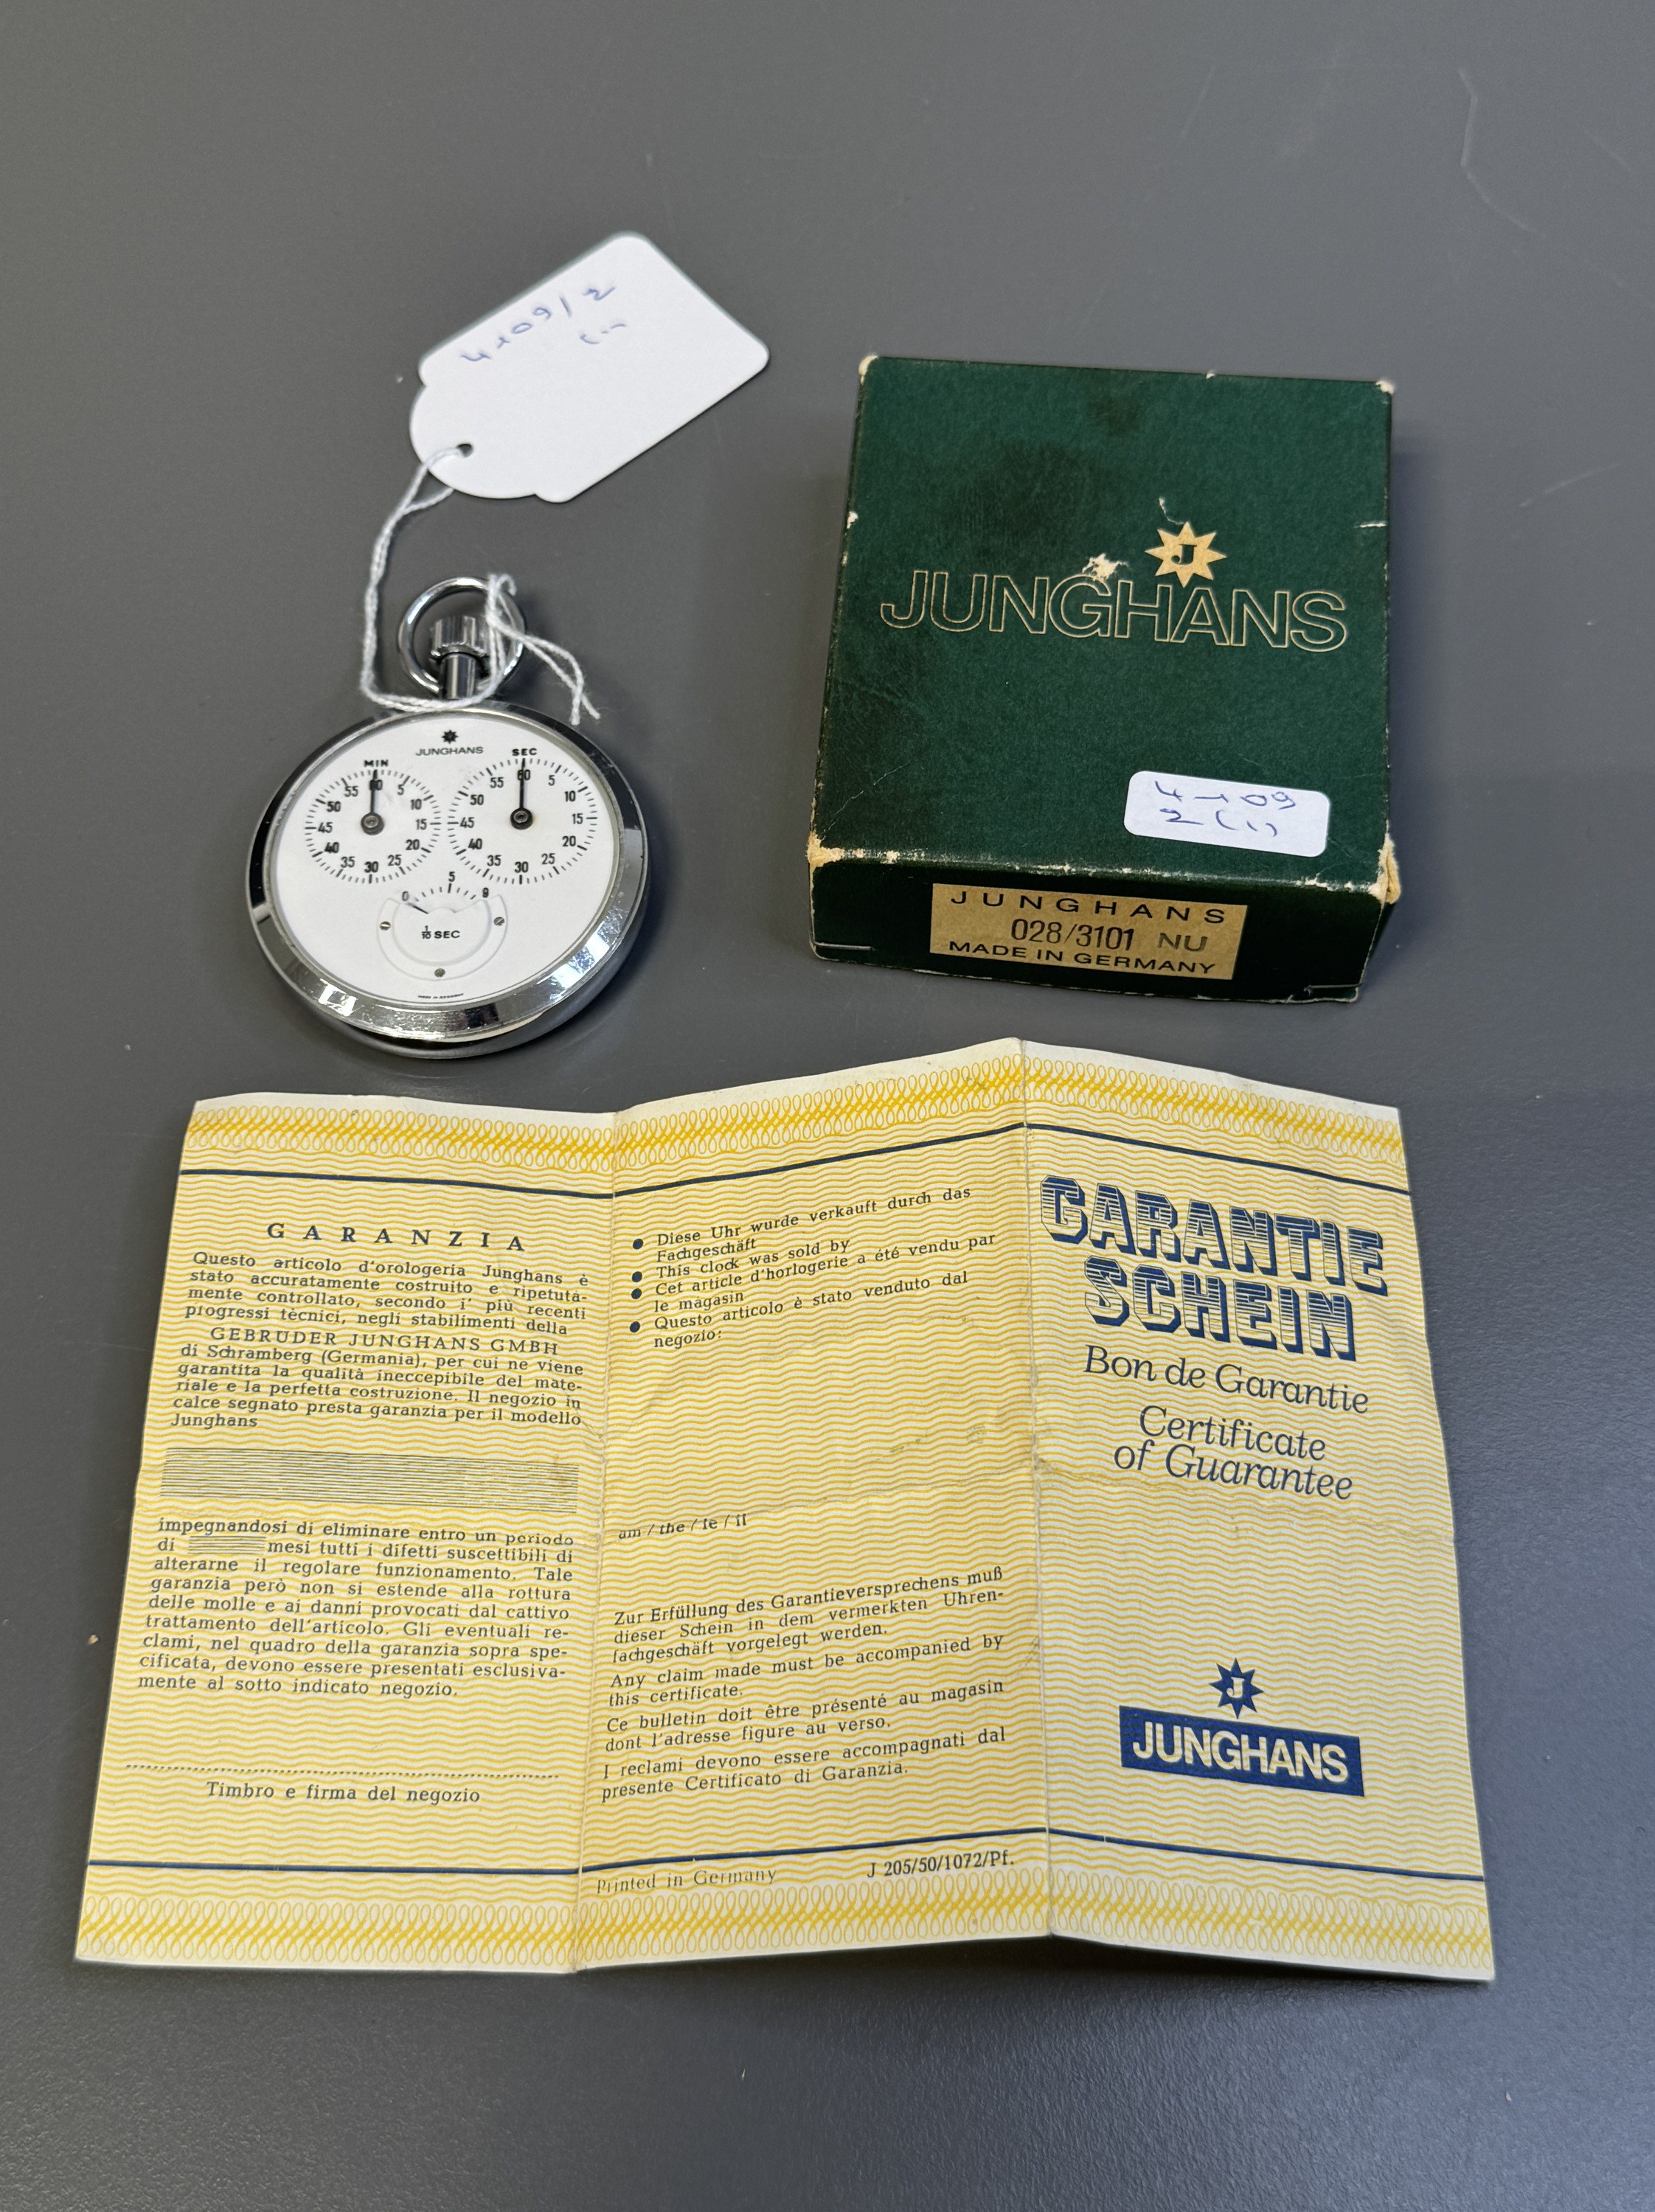 4109/2
(1)
J
JUNGHANS
4109
2 (1)
JUNGHANS
028/3101 NU
MADE IN GERMANY
JUNGHANS
MIN
60 5 10 15 20 25 30 35 40 45 50 55
SEC
60 5 10 15 20 25 30 35 40 45 50 55
0 5 9
1/10 SEC
GARANZIA
Questo articolo d'orologeria Junghans è
stato accuratamente costruito e ripetuta-
mente controllato, secondo i' più recenti
progressi tècnici, negli stabilimenti della
GEBRÜDER JUNGHANS GMBH
di Schramberg (Germania), per cui ne viene
garantita la qualità ineccepibile del mate-
riale e la perfetta costruzione. Il negozio in
calce segnato presta garanzia per il modello
Junghans
impegnandosi di eliminare entro un periodo
di mesi tutti i difetti suscettibili di
alterarne il regolare funzionamento. Tale
garanzia però non si estende alla rottura
delle molle e ai danni provocati dal cattivo
trattamento dell'articolo. Gli eventuali re-
clami, nel quadro della garanzia sopra spe-
cificata, devono essere presentati esclusiva-
mente al sotto indicato negozio.
Timbro e firma del negozio
● Diese Uhr wurde verkauft durch das
Fachgeschäft
● This clock was sold by
● Cet article d'horlogerie a été vendu par
le magasin
● Questo articolo è stato venduto dal
negozio:
am / the / le / il
Zur Erfüllung des Garantieversprechens muß
dieser Schein in dem vermerkten Uhren-
fachgeschäft vorgelegt werden.
Any claim made must be accompanied by
this certificate.
Ce bulletin doit être présenté au magasin
dont l'adresse figure au verso.
I reclami devono essere accompagnati dal
presente Certificato di Garanzia.
Printed in Germany J 205/50/1072/Pf.
GARANTIE
SCHEIN
Bon de Garantie
Certificate
of Guarantee
J
JUNGHANS